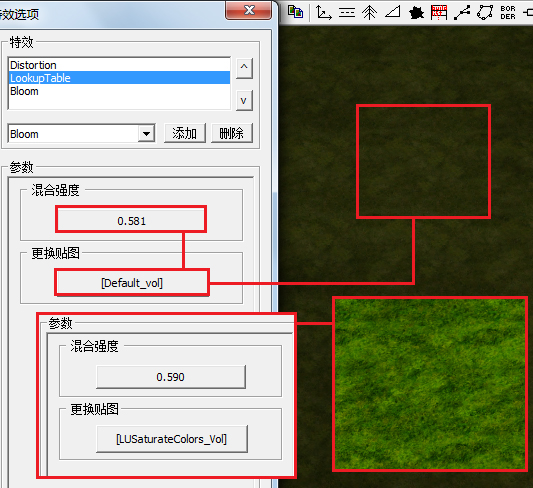 特效选项
特效
Distortion
LookupTable
Bloom
^
v
Bloom
添加
删除
参数
混合强度
0.581
更换贴图
[Default_vol]
参数
混合强度
0.590
更换贴图
[LUSaturateColors_Vol]
BOR
DER